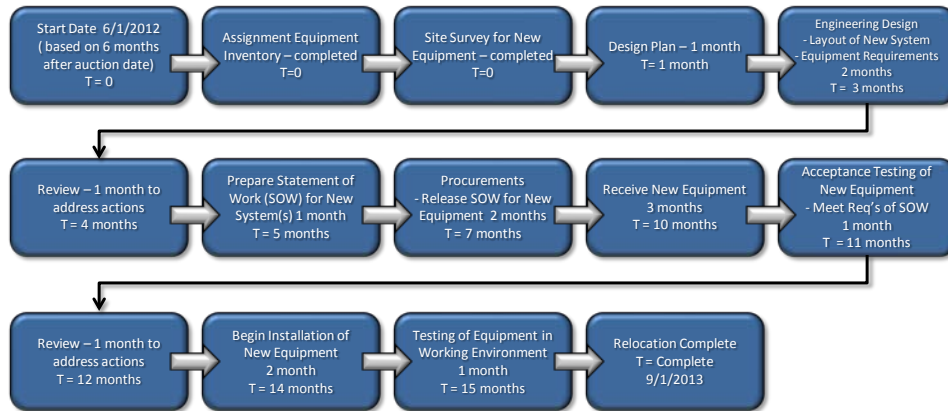 Start Date 6/1/2012
( based on 6 months
after auction date)
T = 0
Assignment Equipment
Inventory – completed
T=0
Site Survey for New
Equipment – completed
T=0
Design Plan – 1 month
T= 1 month
Engineering Design
- Layout of New System
- Equipment Requirements
2 months
T = 3 months
Review – 1 month to
address actions
T = 4 months
Prepare Statement of
Work (SOW) for New
System(s) 1 month
T = 5 months
Procurements
- Release SOW for New
Equipment 2 months
T = 7 months
Receive New Equipment
3 months
T = 10 months
Acceptance Testing of
New Equipment
- Meet Req's of SOW
1 month
T = 11 months
Review – 1 month to
address actions
T = 12 months
Begin Installation of
New Equipment
2 month
T = 14 months
Testing of Equipment in
Working Environment
1 month
T = 15 months
Relocation Complete
T = Complete
9/1/2013